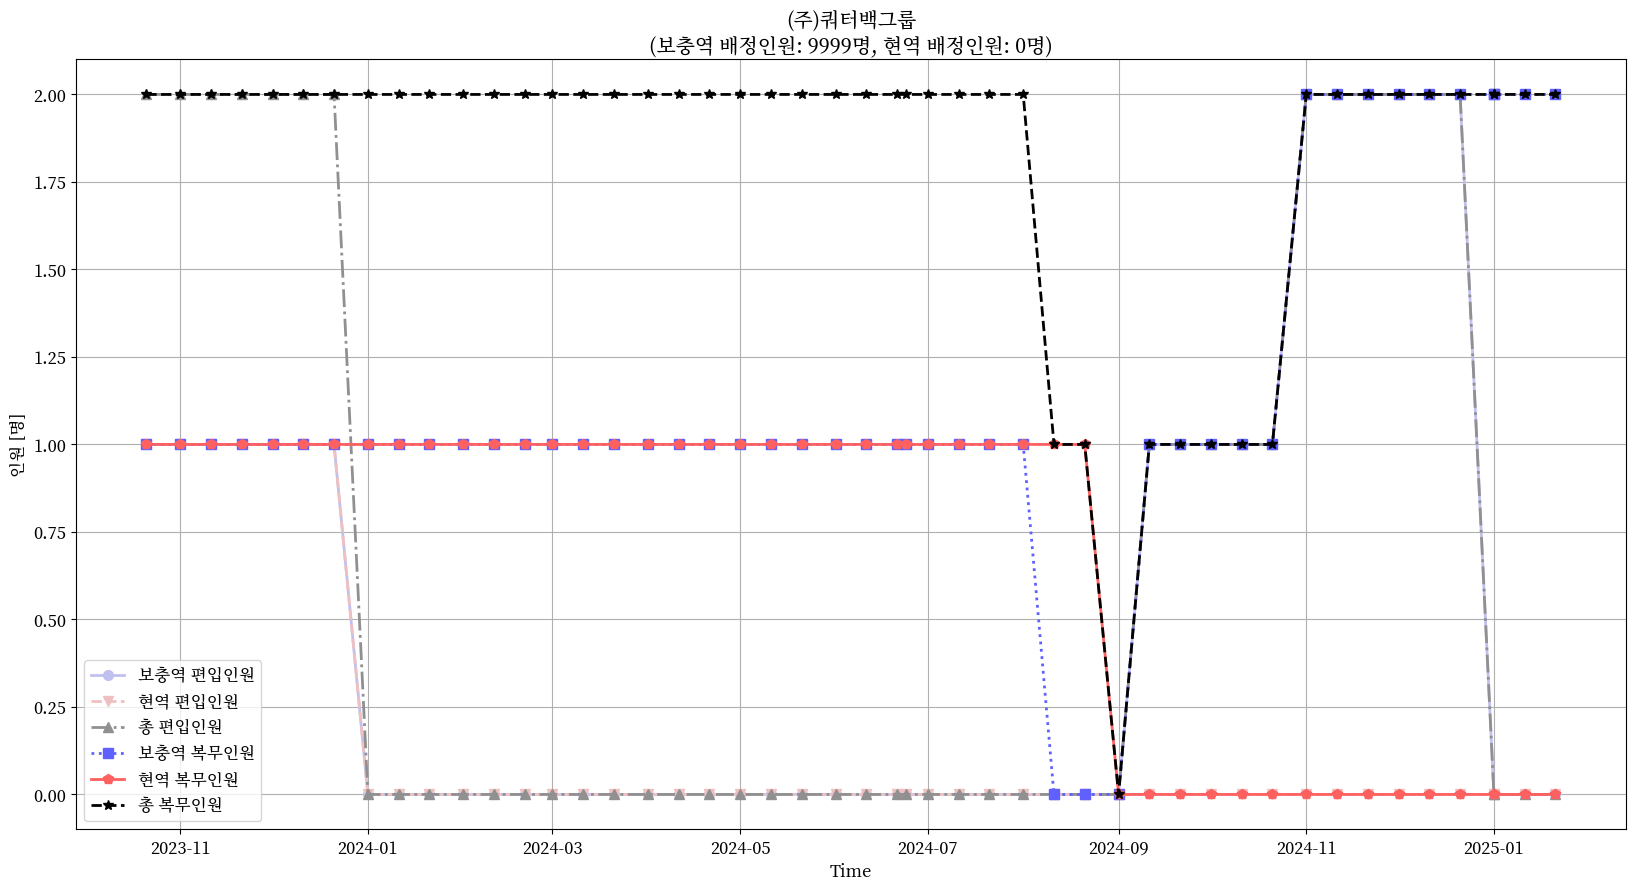 (주)쿼터백그룹
(보충역 배정인원: 9999명, 현역 배정인원: 0명)
인원 [명]
2.00
1.75
1.50
1.25
1.00
0.75
0.50
0.25
0.00
보충역 편입인원
현역 편입인원
총 편입인원
보충역 복무인원
현역 복무인원
총 복무인원
2023-11
2024-01
2024-03
2024-05
2024-07
2024-09
2024-11
2025-01
Time